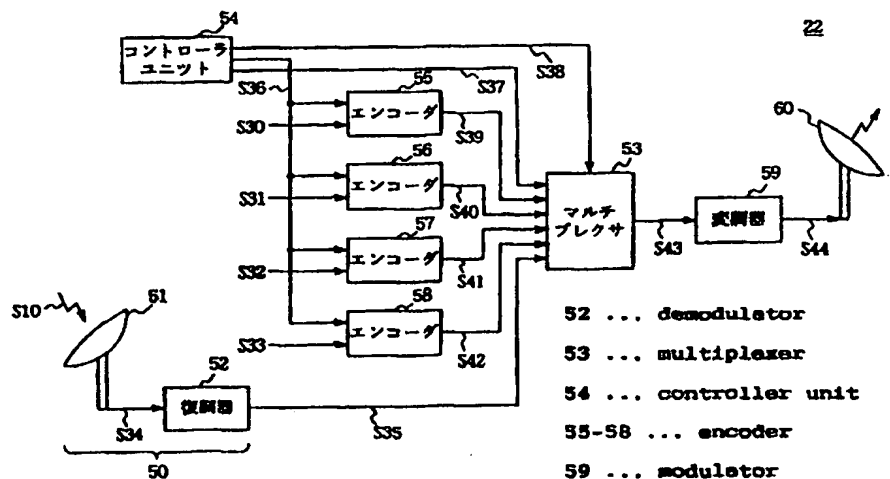 54
22
コントローラ
ユニット
S38
S36
S37
55
S30
エンコーダ
S39
60
56
53
S31
エンコーダ
S40
マルチ
プレクサ
59
変調器
S43
S44
57
S32
エンコーダ
S41
58
S33
エンコーダ
S42
S10
51
52
復調器
S34
S35
50
52 ... demodulator
53 ... multiplexer
54 ... controller unit
55-58 ... encoder
59 ... modulator